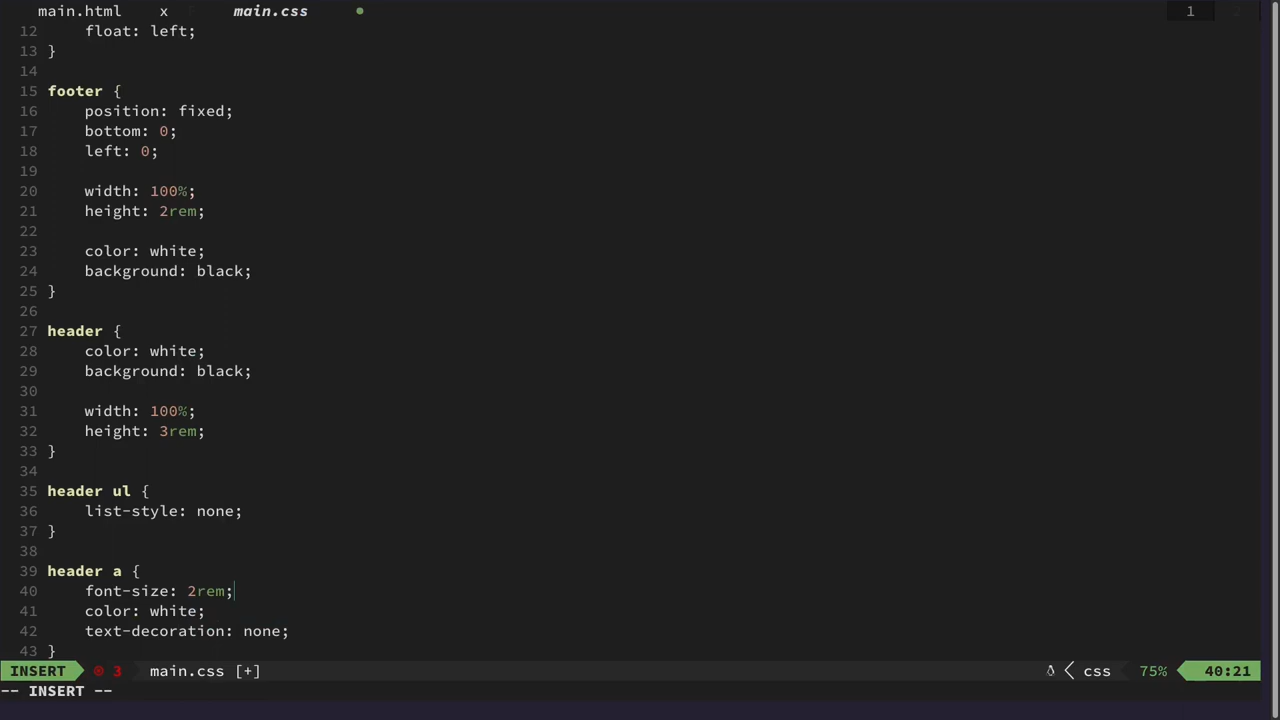 main.html x main.css 1
12 float: left;
13 }
14
15 footer {
16 position: fixed;
17 bottom: 0;
18 left: 0;
19
20 width: 100%;
21 height: 2rem;
22
23 color: white;
24 background: black;
25 }
26
27 header {
28 color: white;
29 background: black;
30
31 width: 100%;
32 height: 3rem;
33 }
34
35 header ul {
36 list-style: none;
37 }
38
39 header a {
40 font-size: 2rem;
41 color: white;
42 text-decoration: none;
43 }
INSERT 3 main.css [+] css 75% 40:21
-- INSERT --